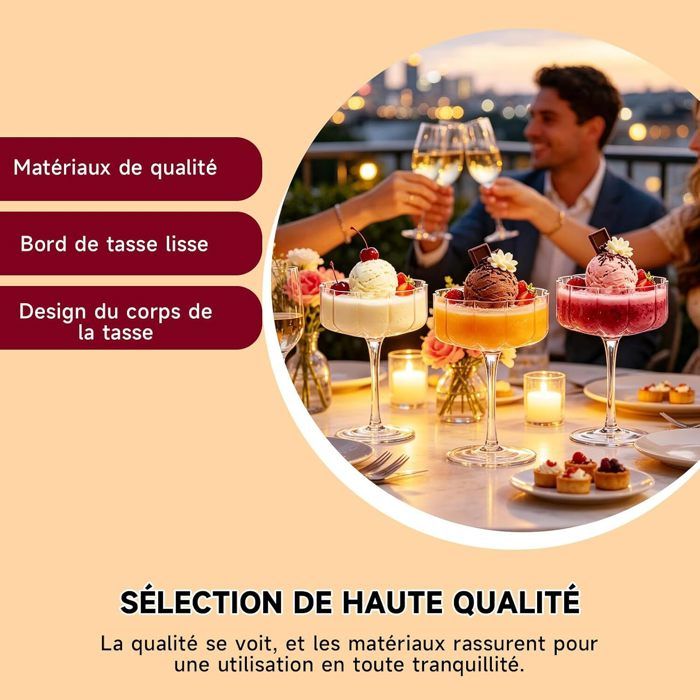 Matériaux de qualité
Bord de tasse lisse
Design du corps de
la tasse
SÉLECTION DE HAUTE QUALITÉ
La qualité se voit, et les matériaux rassurent pour
une utilisation en toute tranquillité.